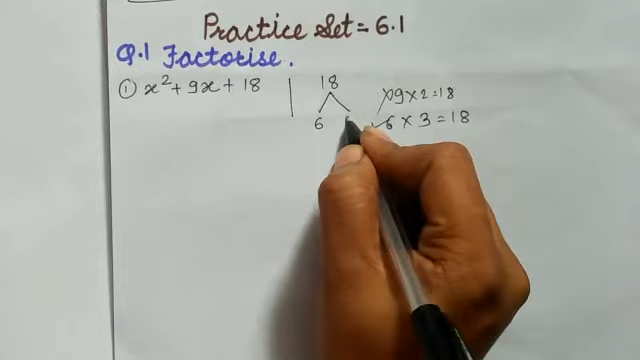 Practice Set = 6.1
Q.1 Factorise.
① x² + 9x + 18 | 18
×9 × 2 = 18
6 ✓6 × 3 = 18